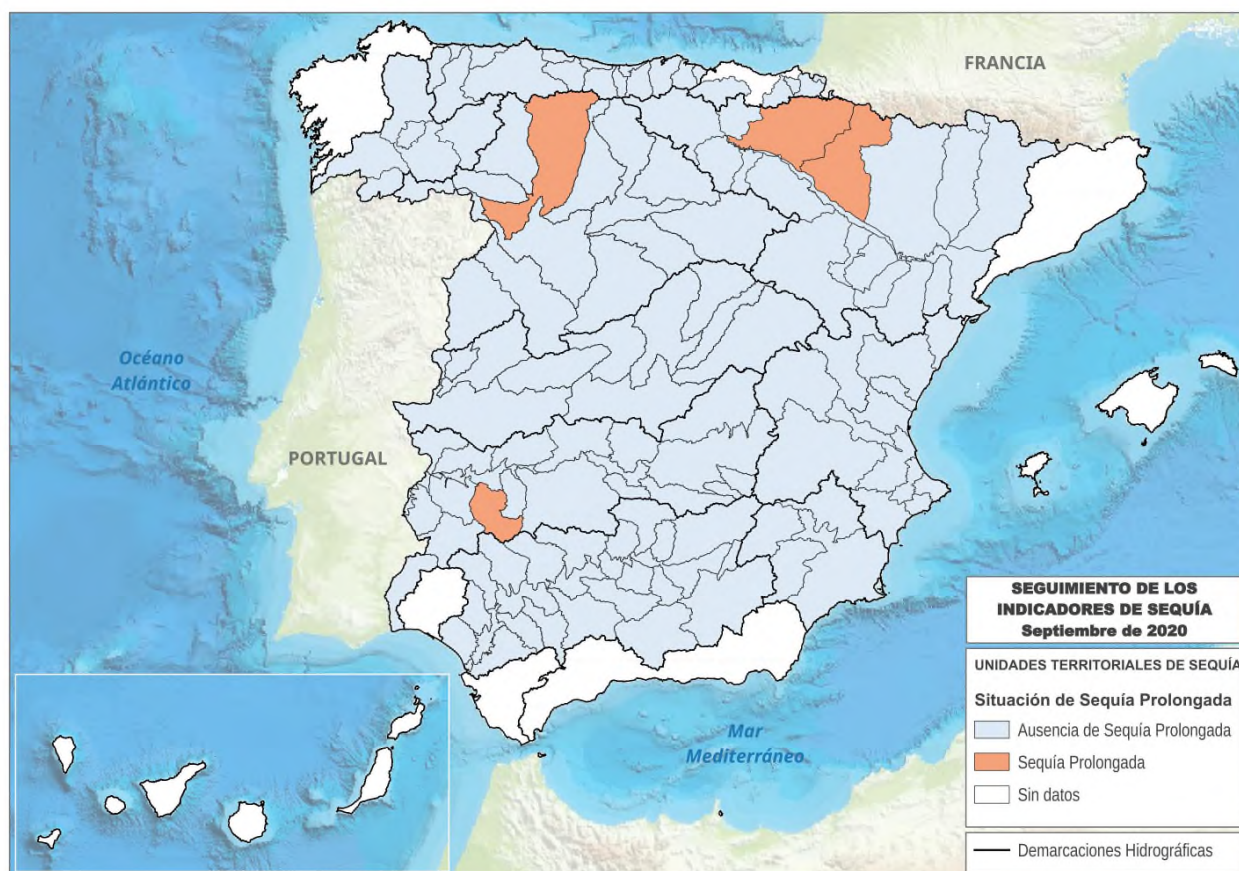 FRANCIA
Océano
Atlántico
PORTUGAL
Mar
Mediterráneo
SEGUIMIENTO DE LOS
INDICADORES DE SEQUÍA
Septiembre de 2020
UNIDADES TERRITORIALES DE SEQUÍA
Situación de Sequía Prolongada
Ausencia de Sequía Prolongada
Sequía Prolongada
Sin datos
Demarcaciones Hidrográficas